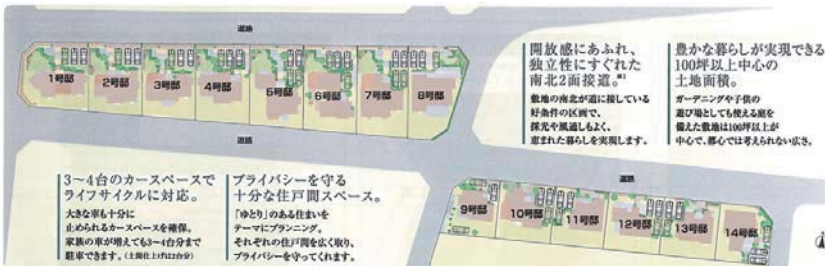 道路
1号邸
2号邸
3号邸
4号邸
5号邸
6号邸
7号邸
8号邸
道路
開放感にあふれ、
独立性にすぐれた
南北2面接道。※1
敷地の南北が道に接している
好条件の区画で、
採光や風通しもよく、
恵まれた暮らしを実現します。
豊かな暮らしが実現できる
100坪以上中心の
土地面積。
ガーデニングや子供の
遊び場としても使える庭を
備えた敷地は100坪以上が
中心で、都心では考えられない広さ。
3〜4台のカースペースで
ライフサイクルに対応。
大きな車も十分に
止められるカースペースを確保。
家族の車が増えても3〜4台分まで
駐車できます。(土間仕上げは2台分)
プライバシーを守る
十分な住戸間スペース。
「ゆとり」のある住まいを
テーマにプランニング。
それぞれの住戸間を広く取り、
プライバシーを守ってくれます。
道路
9号邸
10号邸
11号邸
12号邸
13号邸
14号邸